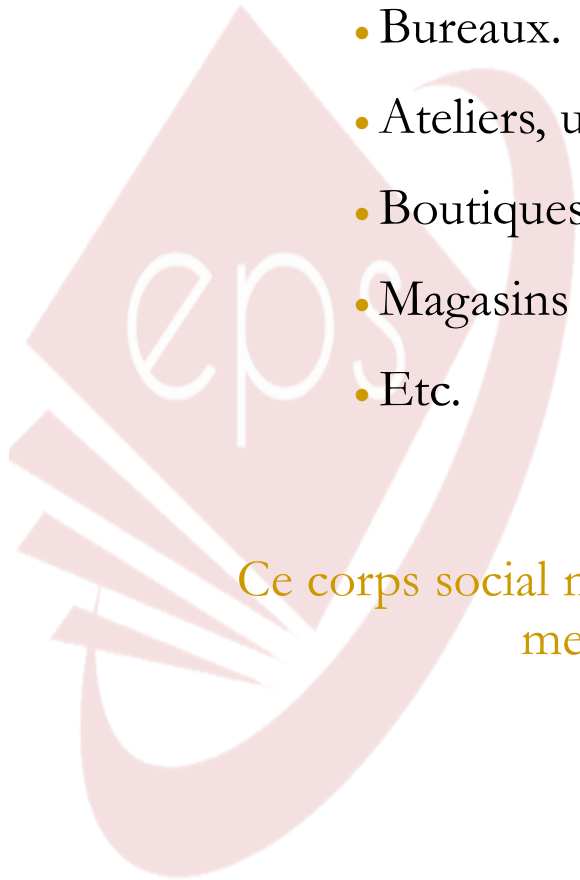 • Bureaux.
• Ateliers,
• Boutiques
• Magasins
eps
• Etc.
Ce corps social